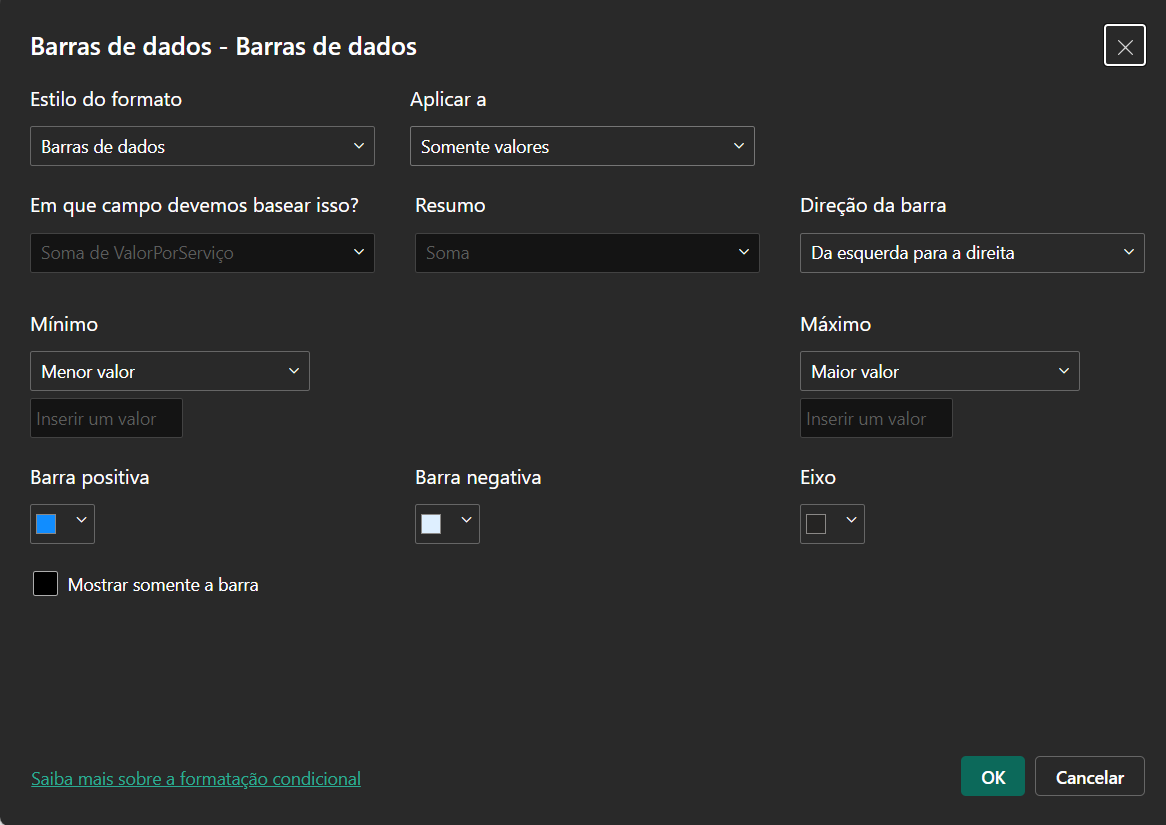 Barras de dados - Barras de dados
Estilo do formato
Aplicar a
Barras de dados
Somente valores
Em que campo devemos basear isso?
Resumo
Direção da barra
Soma de ValorPorServiço
Soma
Da esquerda para a direita
Mínimo
Máximo
Menor valor
Maior valor
Inserir um valor
Inserir um valor
Barra positiva
Barra negativa
Eixo
Mostrar somente a barra
Saiba mais sobre a formatação condicional
OK
Cancelar